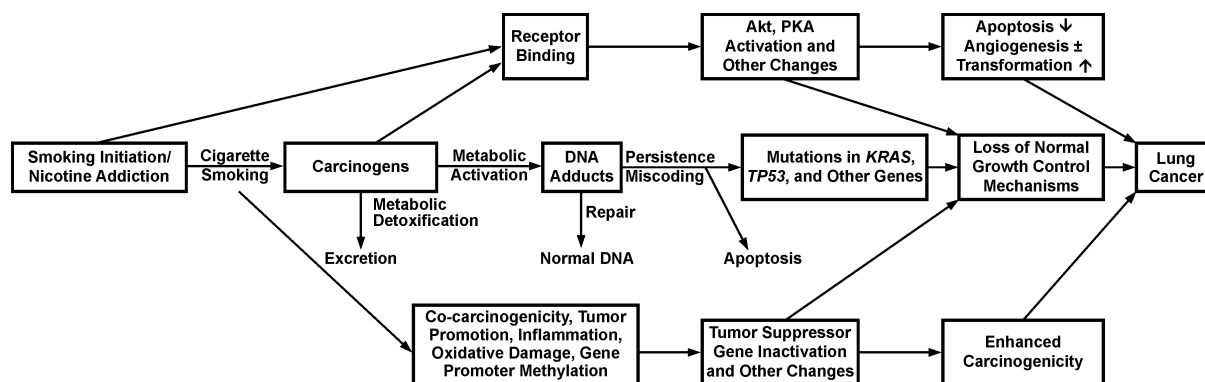 Receptor
Binding
Akt, PKA
Activation and
Other Changes
Apoptosis ↓
Angiogenesis ±
Transformation ↑
Smoking Initiation/
Nicotine Addiction
Cigarette
Smoking
Carcinogens
Metabolic
Activation
DNA
Adducts
Persistence
Miscoding
Mutations in KRAS,
TP53, and Other Genes
Loss of Normal
Growth Control
Mechanisms
Lung
Cancer
Metabolic
Detoxification
Repair
Excretion
Normal DNA
Apoptosis
Co-carcinogenicity, Tumor
Promotion, Inflammation,
Oxidative Damage, Gene
Promoter Methylation
Tumor Suppressor
Gene Inactivation
and Other Changes
Enhanced
Carcinogenicity